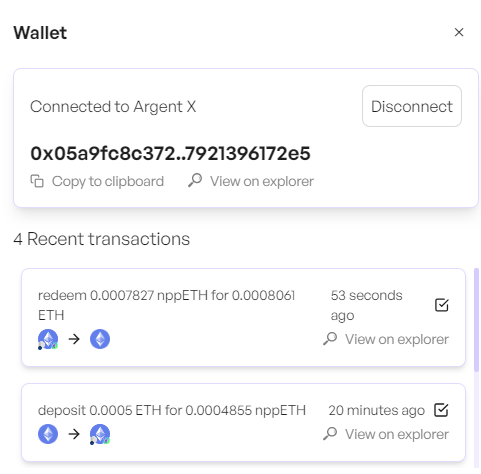 Wallet
Connected to Argent X
Disconnect
0x05a9fc8c372..7921396172e5
Copy to clipboard View on explorer
4 Recent transactions
redeem 0.0007827 nppETH for 0.0008061
ETH
53 seconds
ago
View on explorer
deposit 0.0005 ETH for 0.0004855 nppETH
20 minutes ago
View on explorer